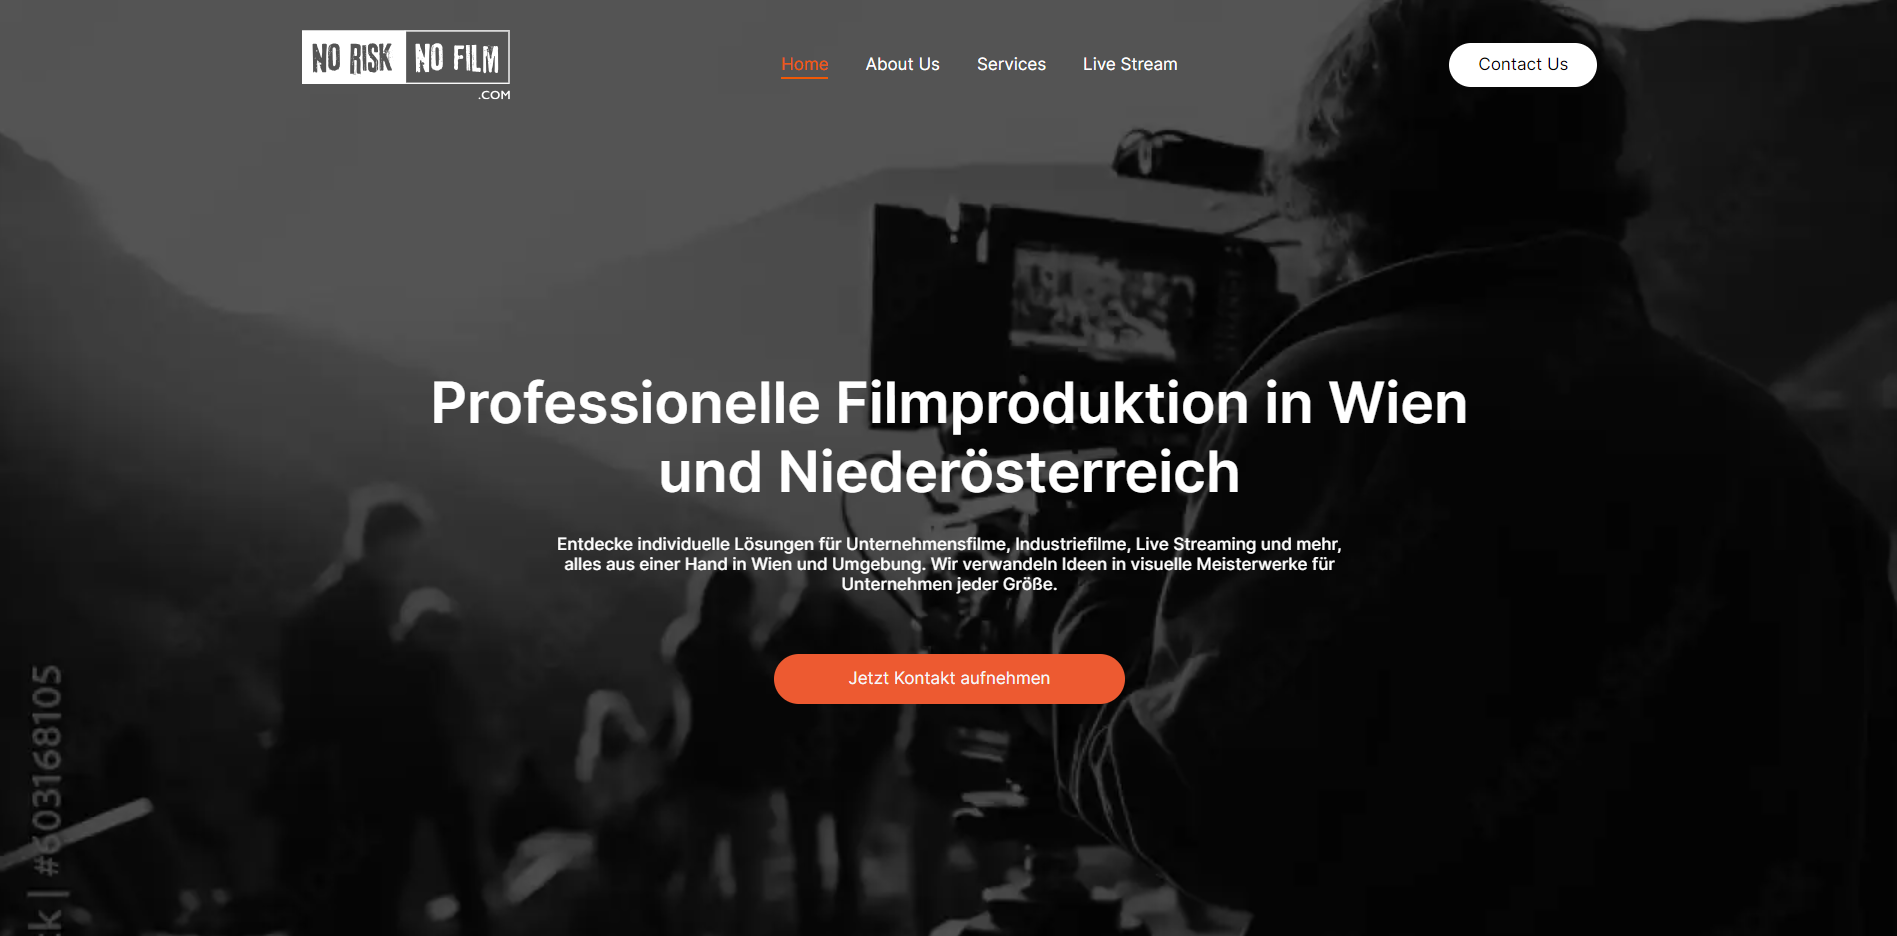 NO RISK NO FILM
.COM
Home About Us Services Live Stream
Contact Us
Professionelle Filmproduktion in Wien
und Niederösterreich
Entdecke individuelle Lösungen für Unternehmensfilme, Industriefilme, Live Streaming und mehr,
alles aus einer Hand in Wien und Umgebung. Wir verwandeln Ideen in visuelle Meisterwerke für
Unternehmen jeder Größe.
Jetzt Kontakt aufnehmen
ck | #603168105